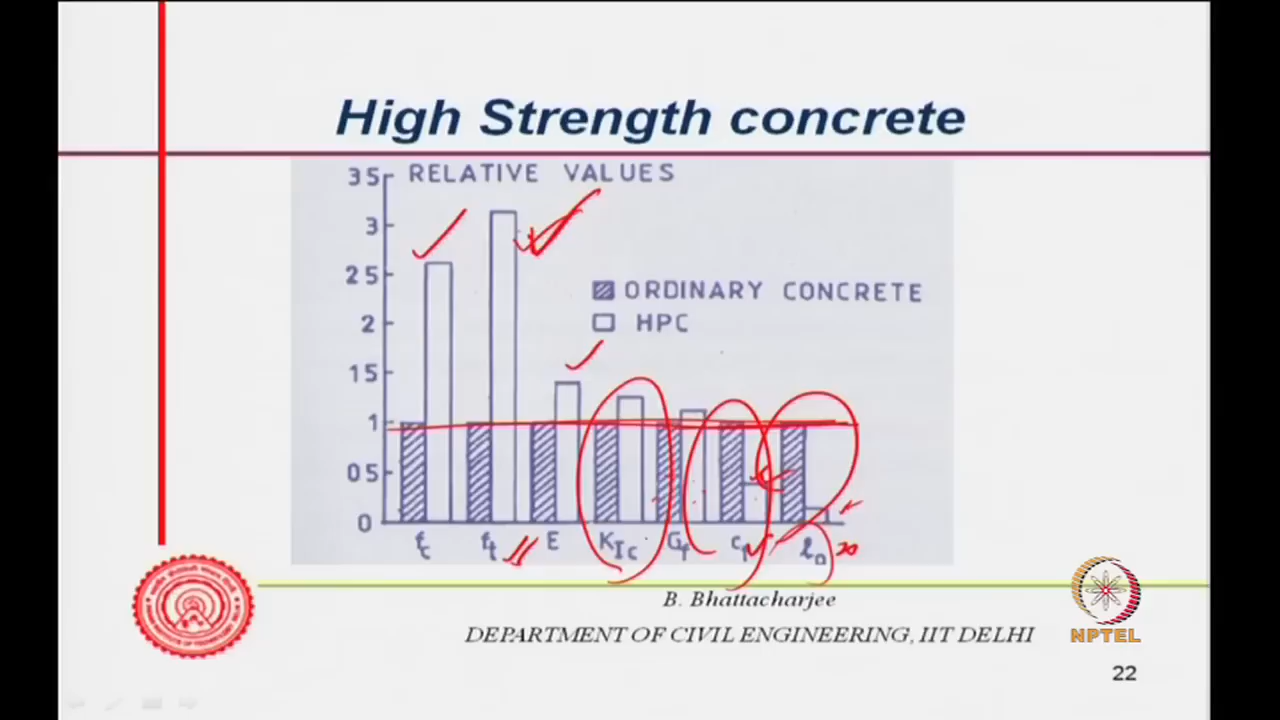 High Strength concrete
35 RELATIVE VALUES
3
25
ORDINARY CONCRETE
2
HPC
15
1
05
0
fc ft E KIc Gf cf lo
B. Bhattacharjee
DEPARTMENT OF CIVIL ENGINEERING, IIT DELHI
NPTEL
22